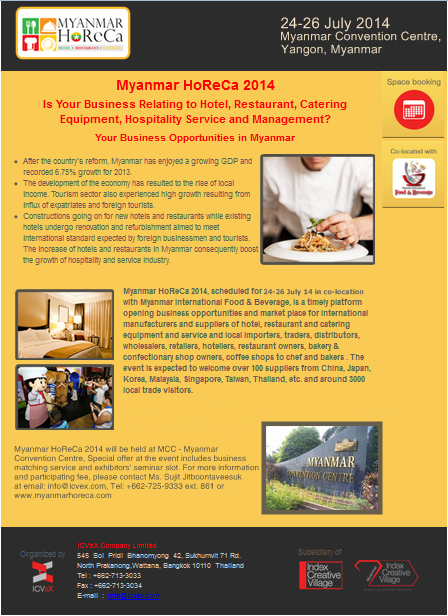 MYANMAR
HoReCa
HOTEL RESTAURANT CATERING
24-26 July 2014
Myanmar Convention Centre,
Yangon, Myanmar
Myanmar HoReCa 2014
Is Your Business Relating to Hotel, Restaurant, Catering
Equipment, Hospitality Service and Management?
Your Business Opportunities in Myanmar
Space booking
Co-located with
Food & Beverage
After the country's reform, Myanmar has enjoyed a growing GDP and
recorded 6.75% growth for 2013.
The development of the economy has resulted to the rise of local
income. Tourism sector also experienced high growth resulting from
influx of expatriates and foreign tourists.
Constructions going on for new hotels and restaurants while existing
hotels undergo renovation and refurbishment aimed to meet
international standard expected by foreign businessmen and tourists.
The increase of hotels and restaurants in Myanmar consequently boost
the growth of hospitality and service industry.
Myanmar HoReCa 2014, scheduled for 24-26 July 14 in co-location
with Myanmar International Food & Beverage, is a timely platform
opening business opportunities and market place for international
manufacturers and suppliers of hotel, restaurant and catering
equipment and service and local importers, traders, distributors,
wholesalers, retailers, hoteliers, restaurant owners, bakery &
confectionary shop owners, coffee shops to chef and bakers . The
event is expected to welcome over 100 suppliers from China, Japan,
Korea, Malaysia, Singapore, Taiwan, Thailand, etc. and around 3000
local trade visitors.
MYANMAR
CONVENTION CENTRE
Myanmar HoReCa 2014 will be held at MCC - Myanmar
Convention Centre, Special offer at the event includes business
matching service and exhibitors' seminar slot. For more information
and participating fee, please contact Ms. Sujit Jitboontaveesuk
at email: info@icvex.com, Tel: +662-725-9333 ext. 861 or
www.myanmarhoreca.com
Organized by
ICVeX
ICVeX Company Limited
545 Soi Pridi Bhanomyong 42, Sukhumvit 71 Rd.
North Prakanong,Wattana, Bangkok 10110 Thailand
Tel : +662-713-3033
Fax : +662-713-3034
E-mail : info@icvex.com
Subsidiary of
Index
Creative
Village
Index
Creative
Village